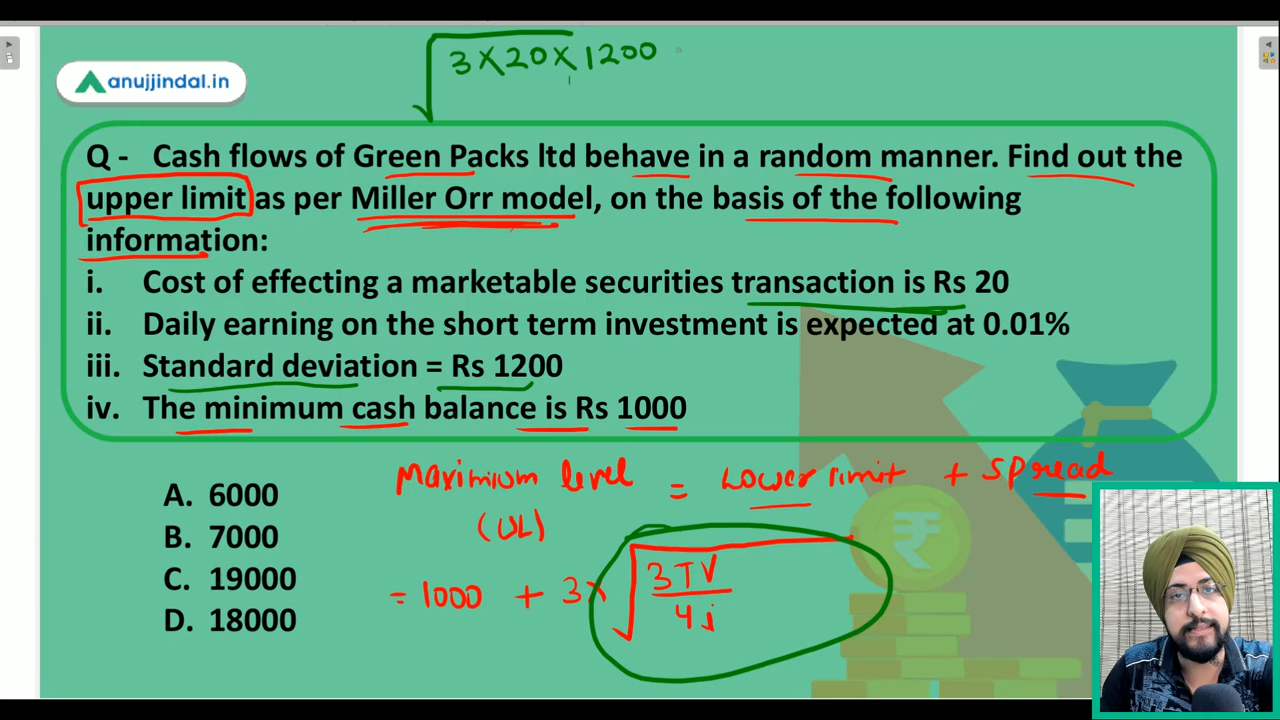 3 × 20 × 1200
anujjindal.in
Q - Cash flows of Green Packs ltd behave in a random manner. Find out the
upper limit as per Miller Orr model, on the basis of the following
information:
i. Cost of effecting a marketable securities transaction is Rs 20
ii. Daily earning on the short term investment is expected at 0.01%
iii. Standard deviation = Rs 1200
iv. The minimum cash balance is Rs 1000
A. 6000
B. 7000
C. 19000
D. 18000
Maximium level = Lower limit + Spread
(UL)
= 1000 + 3 × √
3TV
4i